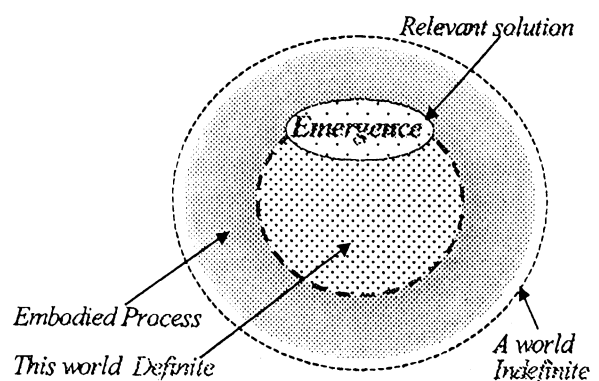 Relevant solution
Emergence
Embodied Process
This world Definite
A world
Indefinite